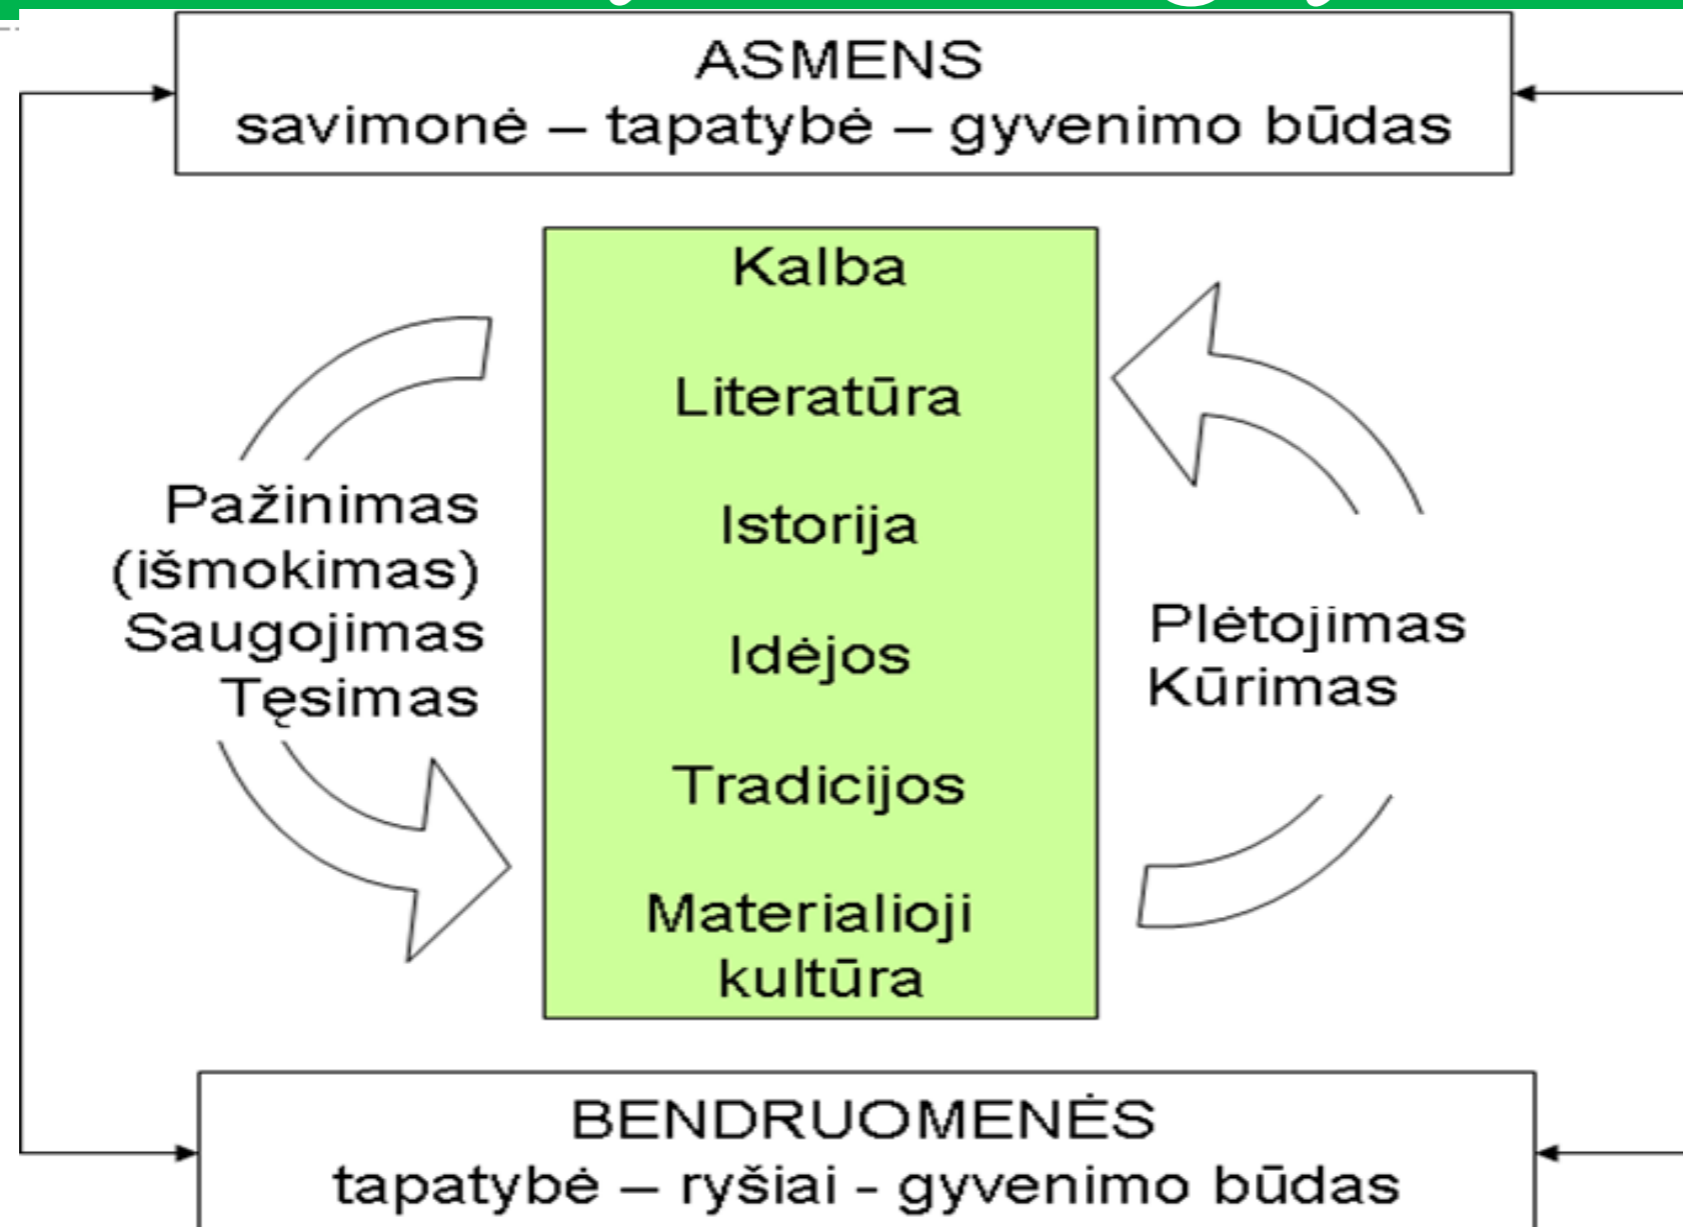 ASMENS
savimonė – tapatybė – gyvenimo būdas
Kalba
Literatūra
Istorija
Idėjos
Tradicijos
Materialioji
kultūra
Pažinimas
(išmokimas)
Saugojimas
Tęsimas
Plėtojimas
Kūrimas
BENDRUOMENĖS
tapatybė – ryšiai - gyvenimo būdas